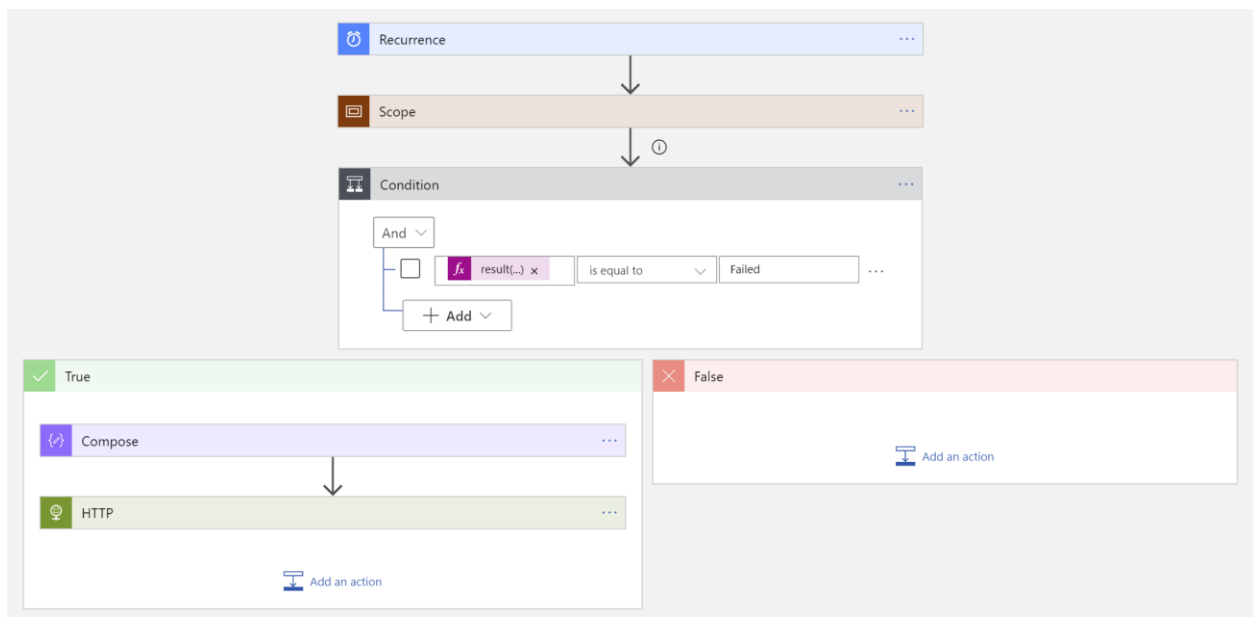 Recurrence
Scope
Condition
And
fx result(...) × is equal to Failed
+ Add
True
Compose
HTTP
Add an action
False
Add an action